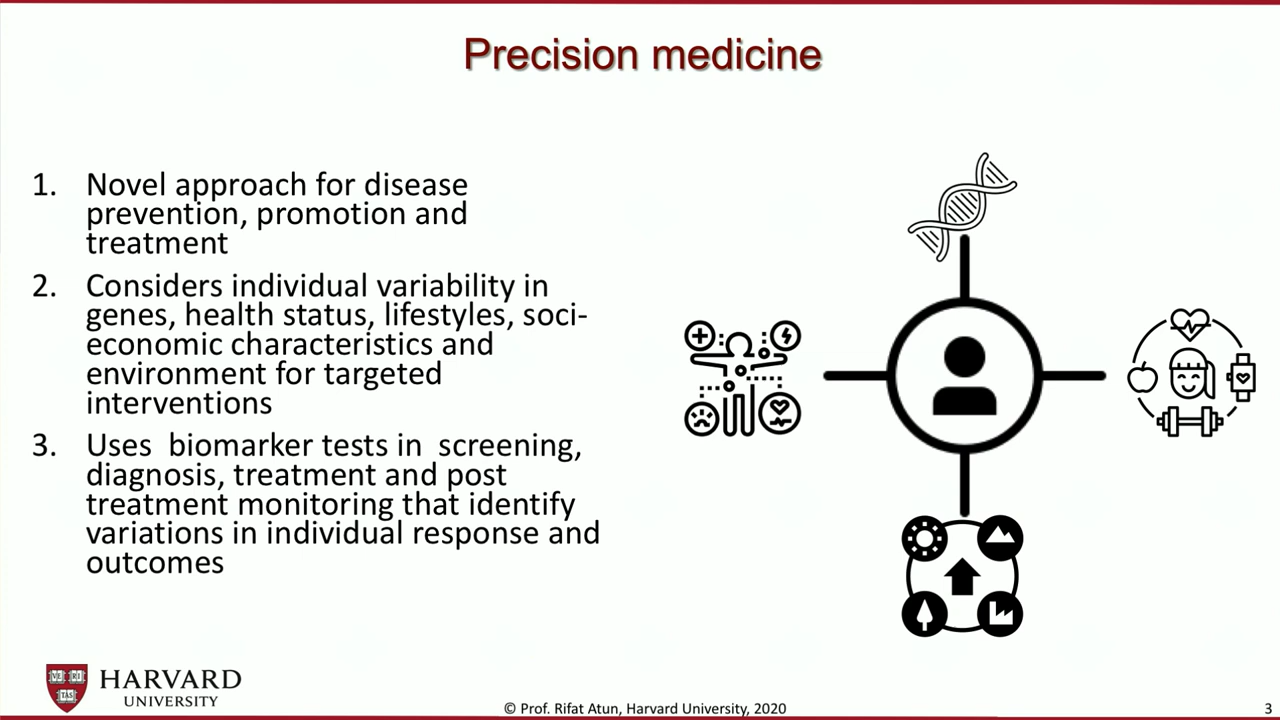 Precision medicine
1. Novel approach for disease
prevention, promotion and
treatment
2. Considers individual variability in
genes, health status, lifestyles, soci-
economic characteristics and
environment for targeted
interventions
3. Uses  biomarker tests in  screening,
diagnosis, treatment and post
treatment monitoring that identify
variations in individual response and
outcomes
VE RI
TAS
HARVARD
UNIVERSITY
© Prof. Rifat Atun, Harvard University, 2020
3